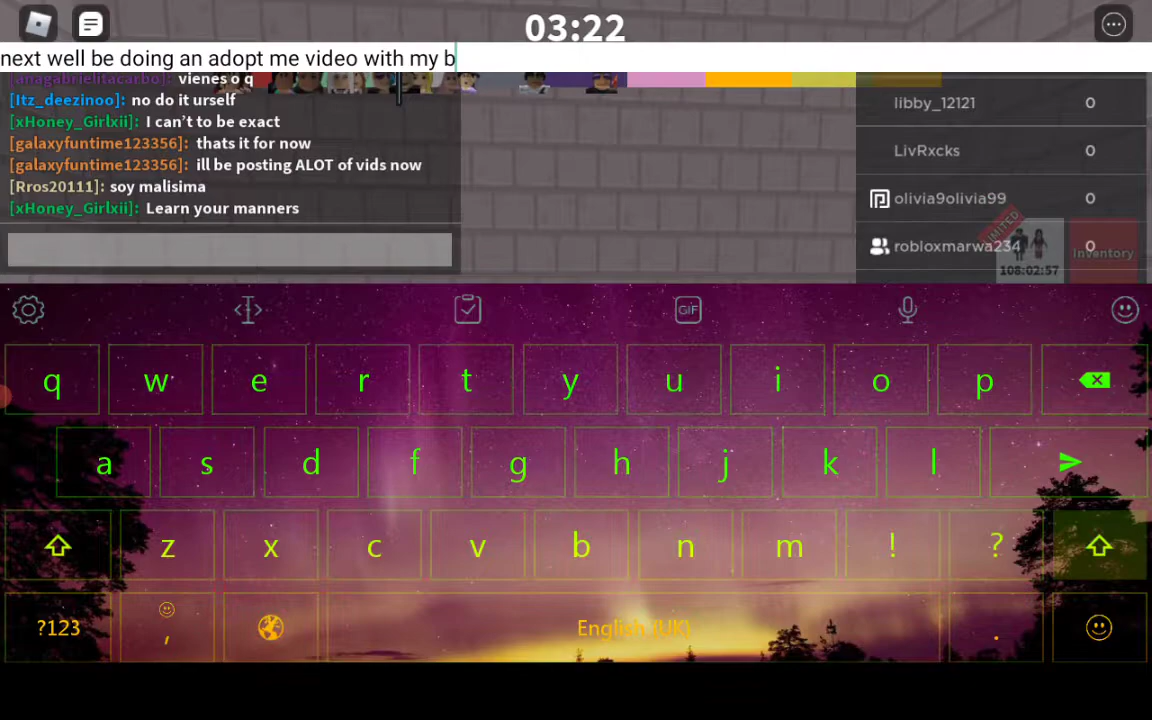 03:22
next well be doing an adopt me video with my b
[anagabrielitacarbo]: vienes o q
[Itz_deezinoo]: no do it urself
[xHoney_Girlxii]: I can't to be exact
[galaxyfuntime123356]: thats it for now
[galaxyfuntime123356]: ill be posting ALOT of vids now
[Rros20111]: soy malisima
[xHoney_Girlxii]: Learn your manners
libby_12121 0
LivRxcks 0
olivia9olivia99 0
robloxmarwa234 0
LIMITED
108:02:57
Inventory
GIF
q w e r t y u i o p
a s d f g h j k l
z x c v b n m ! ?
?123 , English (UK) .